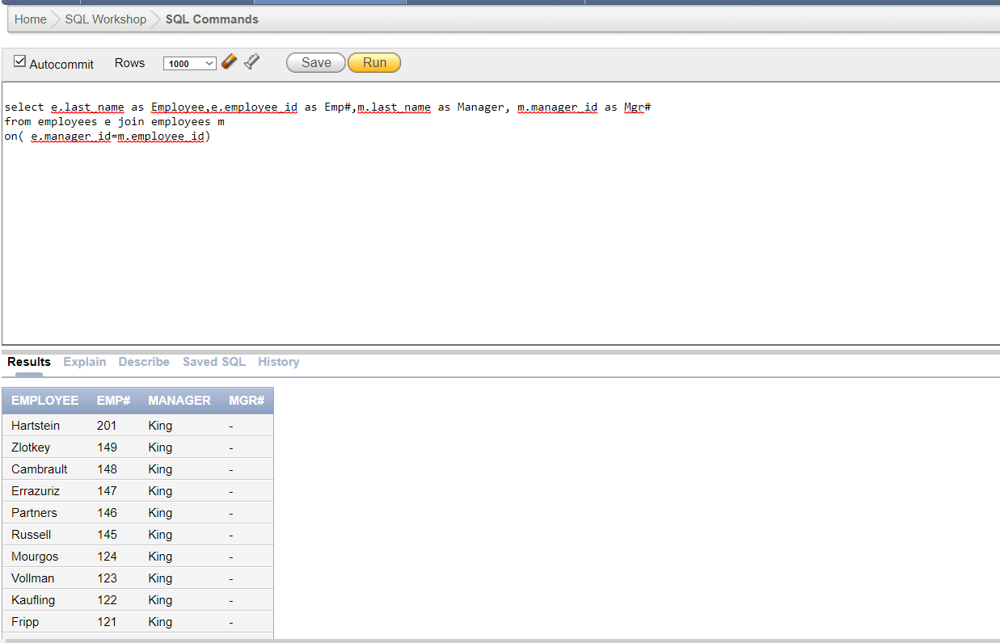 Home SQL Workshop SQL Commands
Autocommit Rows 1000 Save Run
select e.last_name as Employee,e.employee_id as Emp#,m.last_name as Manager, m.manager_id as Mgr#
from employees e join employees m
on( e.manager_id=m.employee_id)
Results Explain Describe Saved SQL History
EMPLOYEE EMP# MANAGER MGR#
Hartstein 201 King -
Zlotkey 149 King -
Cambrault 148 King -
Errazuriz 147 King -
Partners 146 King -
Russell 145 King -
Mourgos 124 King -
Vollman 123 King -
Kaufling 122 King -
Fripp 121 King -